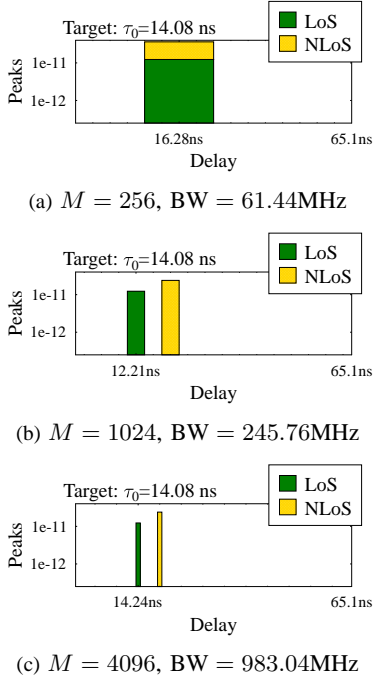 Target: τ₀=14.08 ns
LoS
NLoS
Peaks
1e-11
1e-12
16.28ns
65.1ns
Delay
(a) M = 256, BW = 61.44MHz
Target: τ₀=14.08 ns
LoS
NLoS
Peaks
1e-11
1e-12
12.21ns
65.1ns
Delay
(b) M = 1024, BW = 245.76MHz
Target: τ₀=14.08 ns
LoS
NLoS
Peaks
1e-11
1e-12
14.24ns
65.1ns
Delay
(c) M = 4096, BW = 983.04MHz